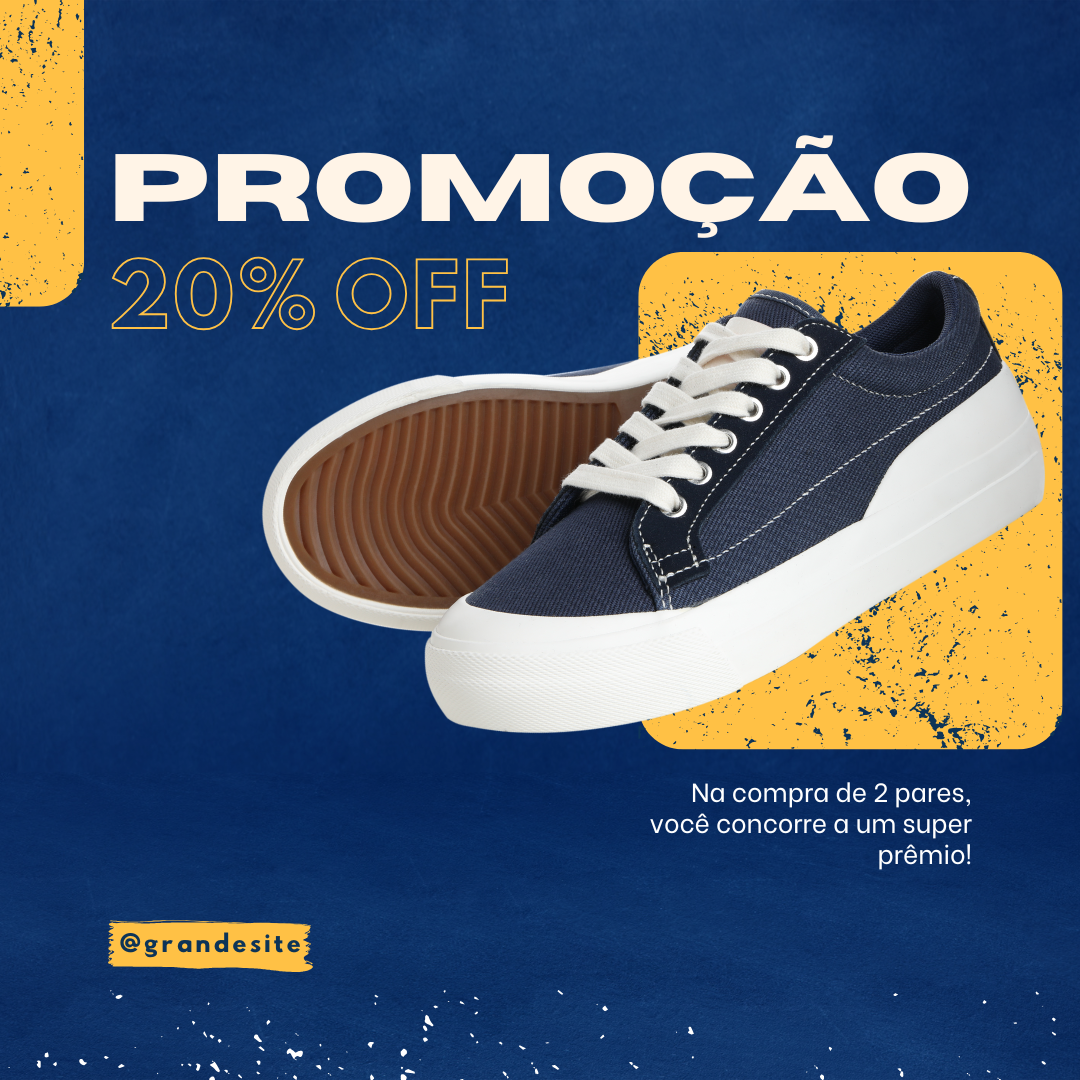 PROMOÇÃO
20% OFF
Na compra de 2 pares,
você concorre a um super
prêmio!
@grandesite